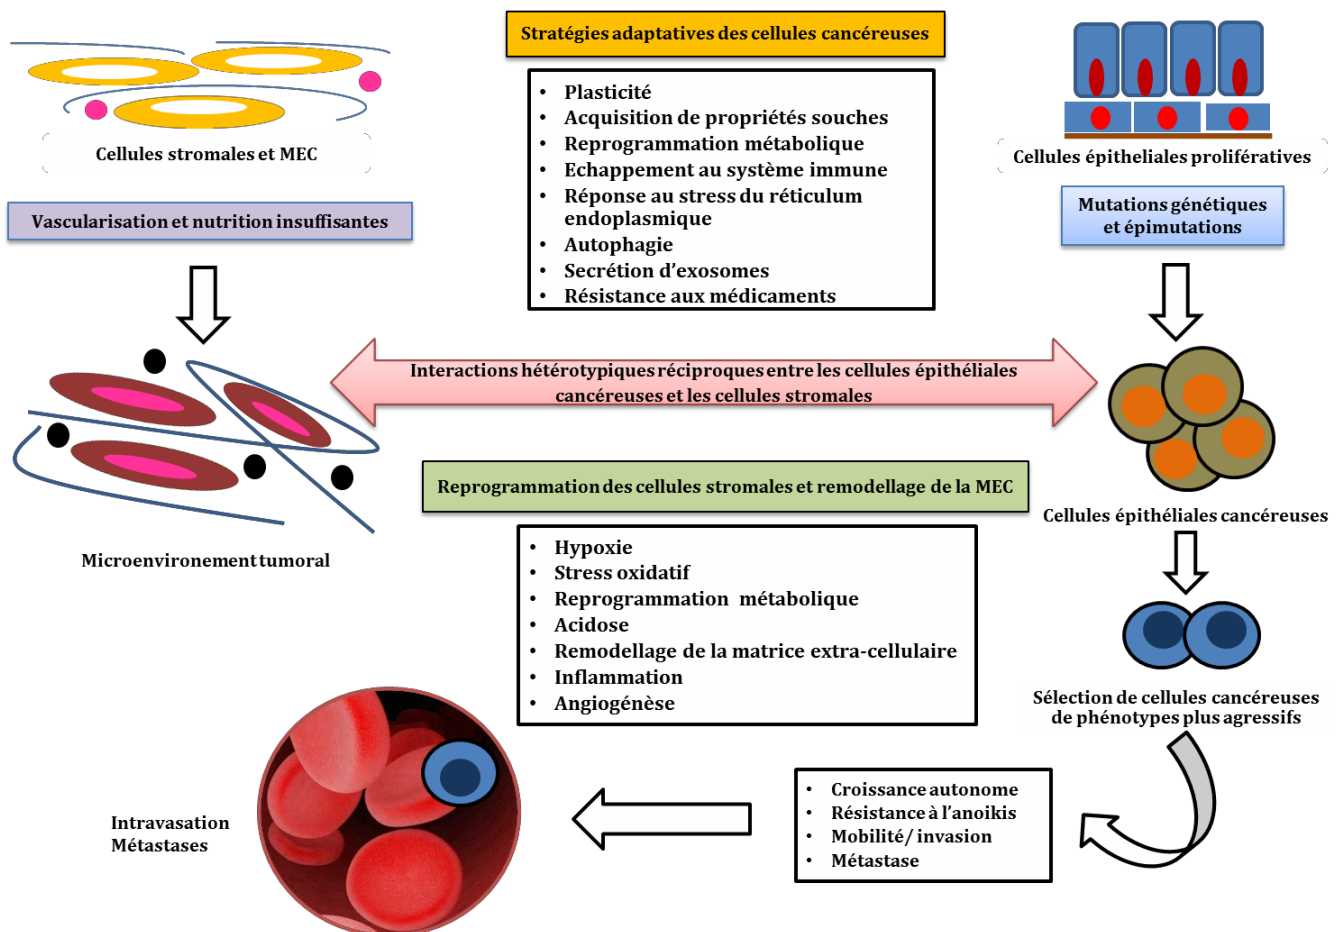 Stratégies adaptatives des cellules cancéreuses
• Plasticité
• Acquisition de propriétés souches
• Reprogrammation métabolique
• Echappement au système immune
• Réponse au stress du réticulum
endoplasmique
• Autophagie
• Secrétion d'exosomes
• Résistance aux médicaments
Cellules stromales et MEC
Vascularisation et nutrition insuffisantes
Cellules épitheliales prolifératives
Mutations génétiques
et épimutations
Interactions hétérotypiques réciproques entre les cellules épithéliales
cancéreuses et les cellules stromales
Microenvironement tumoral
Reprogrammation des cellules stromales et remodellage de la MEC
• Hypoxie
• Stress oxidatif
• Reprogrammation métabolique
• Acidose
• Remodellage de la matrice extra-cellulaire
• Inflammation
• Angiogénèse
Cellules épithéliales cancéreuses
Sélection de cellules cancéreuses
de phénotypes plus agressifs
• Croissance autonome
• Résistance à l'anoikis
• Mobilité/ invasion
• Métastase
Intravasation
Métastases